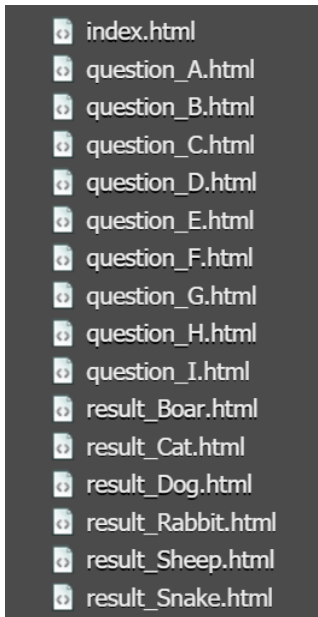 index.html
question_A.html
question_B.html
question_C.html
question_D.html
question_E.html
question_F.html
question_G.html
question_H.html
question_I.html
result_Boar.html
result_Cat.html
result_Dog.html
result_Rabbit.html
result_Sheep.html
result_Snake.html